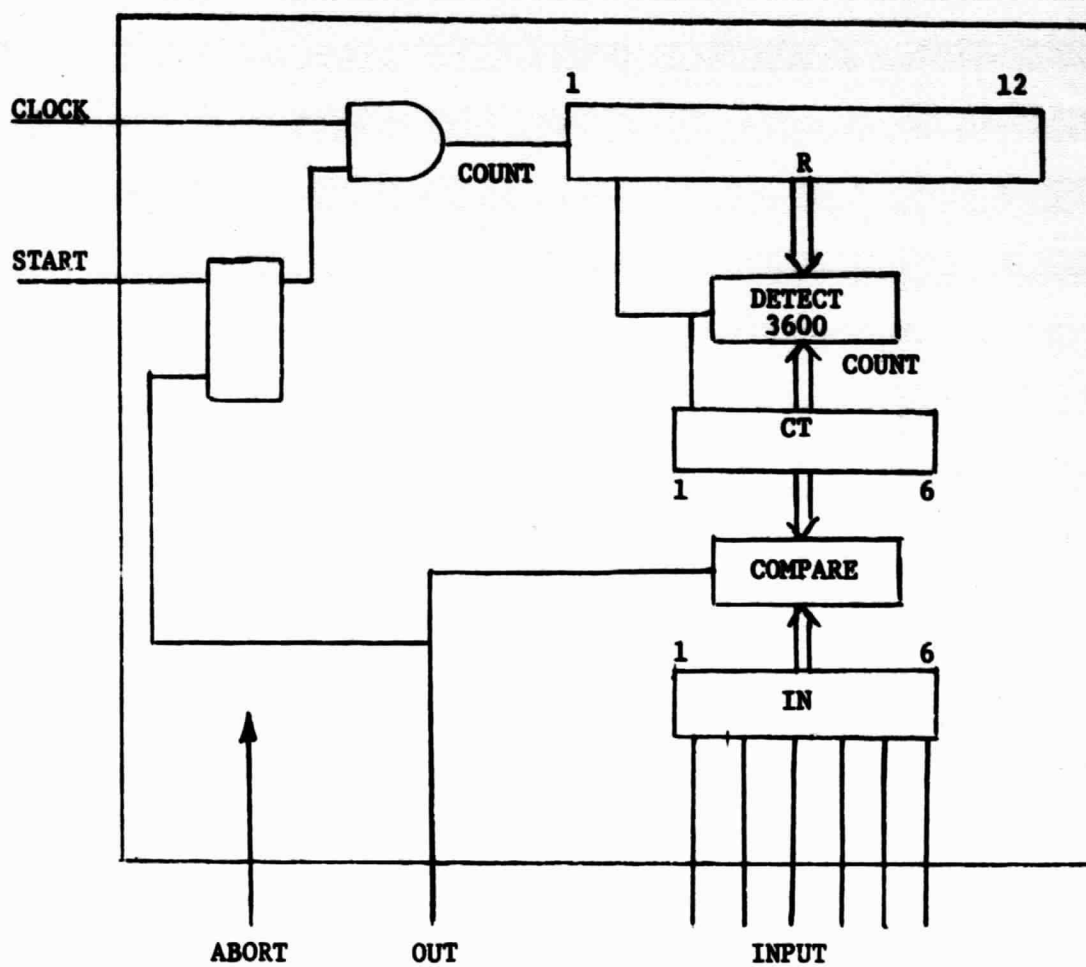 1 12
CLOCK
COUNT
R
START
DETECT
3600
COUNT
CT
1 6
COMPARE
1 6
IN
ABORT OUT INPUT